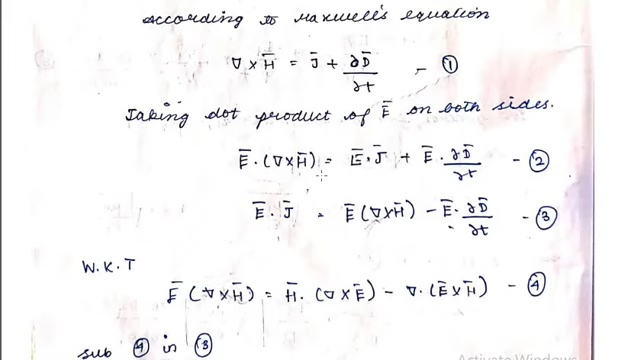 According to Maxwell's equation
∇ × H̄ = J̄ + ∂D̄/∂t - ①
Taking dot product of Ē on both sides.
Ē · (∇×H̄) = Ē · J̄ + Ē · ∂D̄/∂t - ②
Ē · J̄ = Ē (∇×H̄) - Ē · ∂D̄/∂t - ③
W.K.T
Ē (∇×H̄) = H̄ · (∇×Ē) - ∇ · (Ē×H̄) - ④
sub ④ in ③
Activate Windows